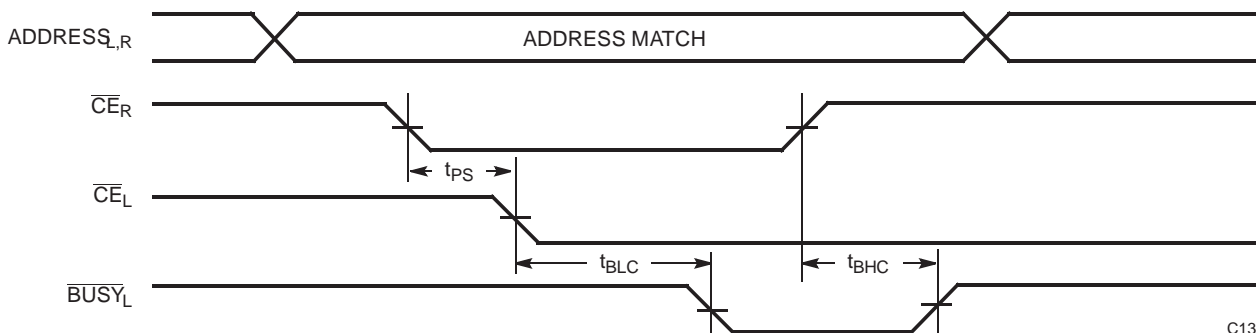 ADDRESSL,R
ADDRESS MATCH
CER
tPS
CEL
tBLC
tBHC
BUSYL
C13